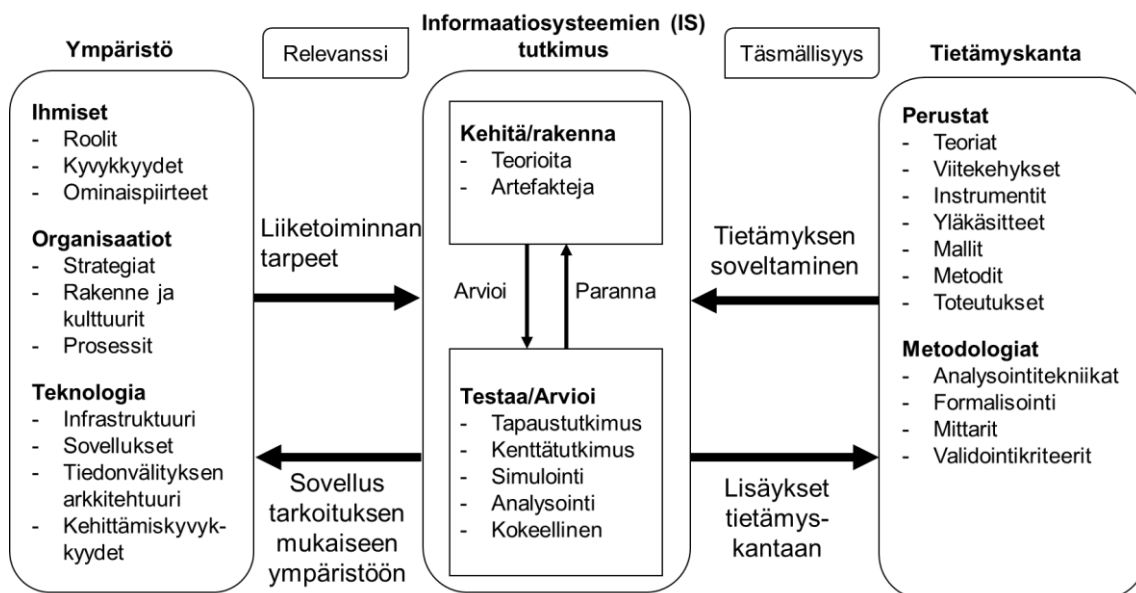 Ympäristö
Ihmiset
- Roolit
- Kyvykkyydet
- Ominaispiirteet
Organisaatiot
- Strategiat
- Rakenne ja
kulttuurit
- Prosessit
Teknologia
- Infrastruktuuri
- Sovellukset
- Tiedonvälityksen
arkkitehtuuri
- Kehittämiskyvyk-
kyydet
Relevanssi
Liiketoiminnan
tarpeet
Sovellus
tarkoituksen
mukaiseen
ympäristöön
Informaatiosysteemien (IS)
tutkimus
Kehitä/rakenna
- Teorioita
- Artefakteja
Arvioi
Paranna
Testaa/Arvioi
- Tapaustutkimus
- Kenttätutkimus
- Simulointi
- Analysointi
- Kokeellinen
Täsmällisyys
Tietämyksen
soveltaminen
Lisäykset
tietämys-
kantaan
Tietämyskanta
Perustat
- Teoriat
- Viitekehykset
- Instrumentit
- Yläkäsitteet
- Mallit
- Metodit
- Toteutukset
Metodologiat
- Analysointitekniikat
- Formalisointi
- Mittarit
- Validointikriteerit